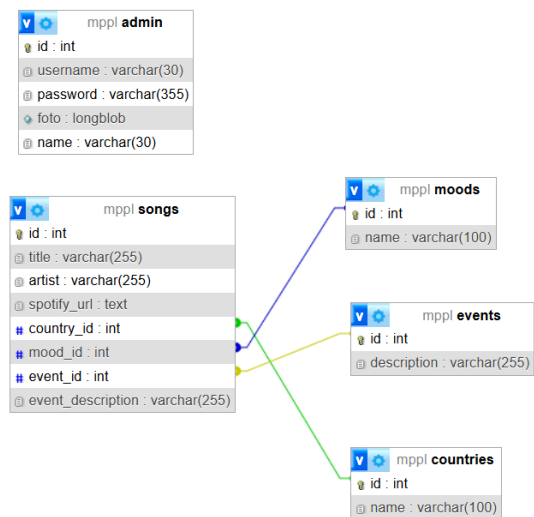 mppl admin
id : int
username : varchar(30)
password : varchar(355)
foto : longblob
name : varchar(30)
mppl songs
id : int
title : varchar(255)
artist : varchar(255)
spotify_url : text
# country_id : int
# mood_id : int
# event_id : int
event_description : varchar(255)
mppl moods
id : int
name : varchar(100)
mppl events
id : int
description : varchar(255)
mppl countries
id : int
name : varchar(100)